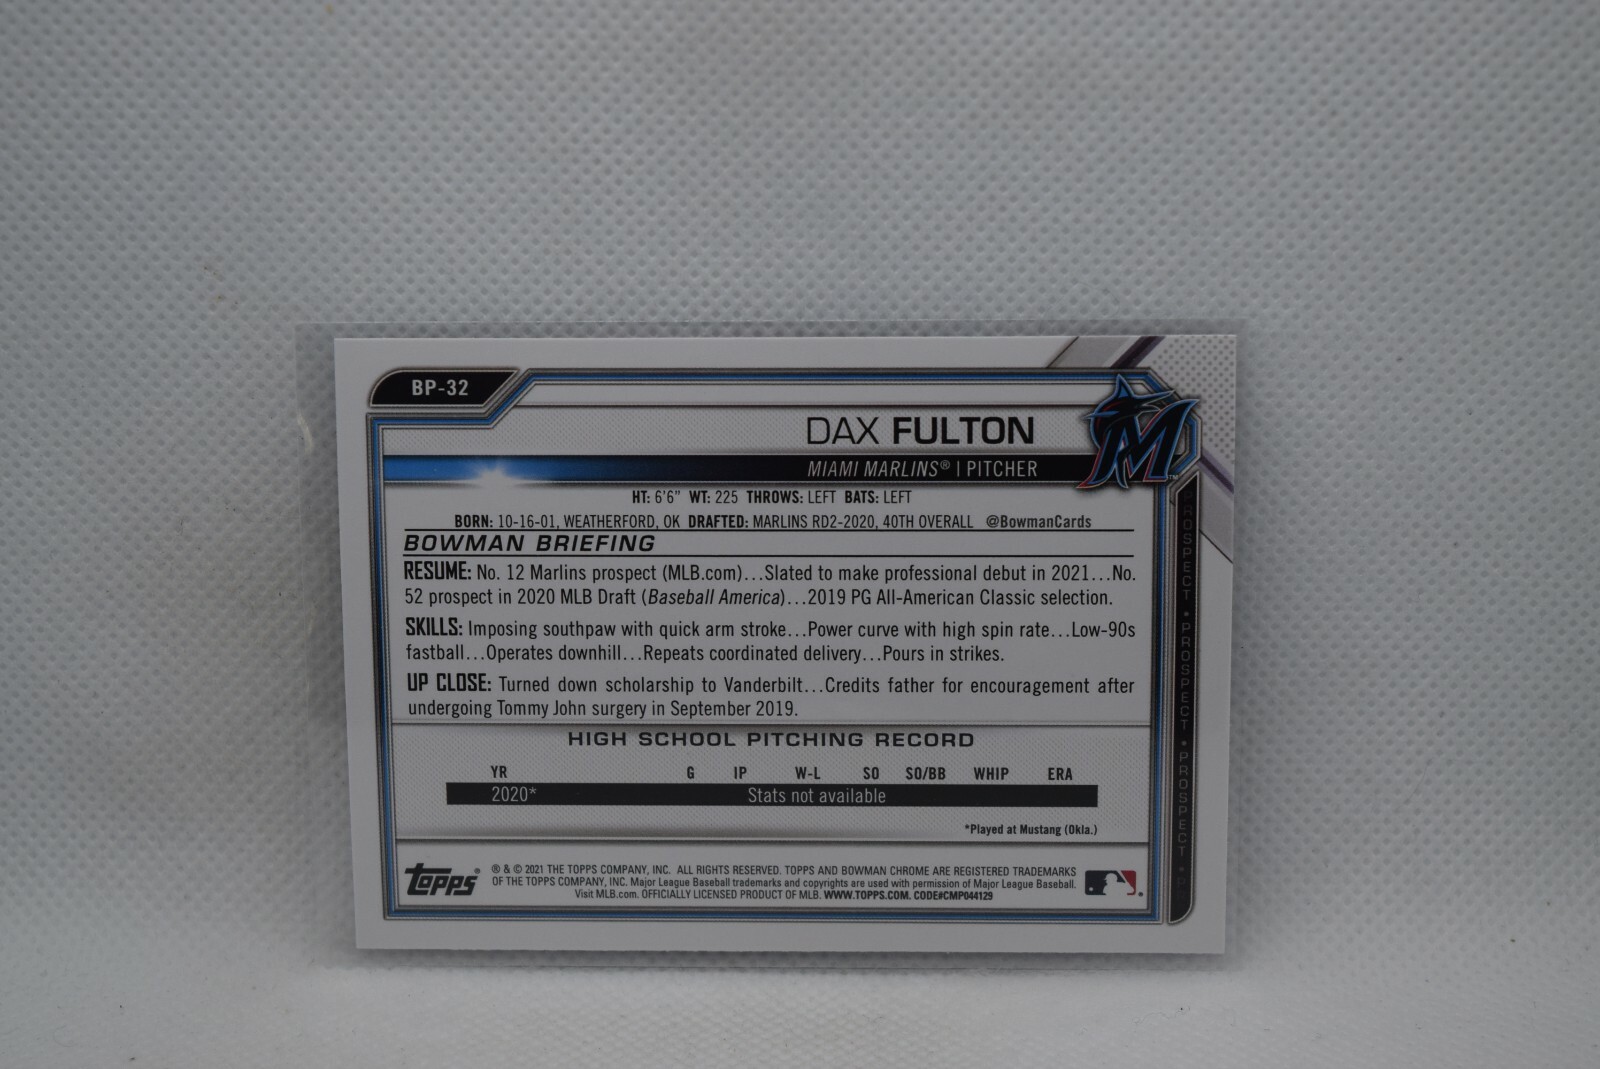 BP-32
DAX FULTON
MIAMI MARLINS® | PITCHER
HT: 6'6" WT: 225 THROWS: LEFT BATS: LEFT
BORN: 10-16-01, WEATHERFORD, OK DRAFTED: MARLINS RD2-2020, 40TH OVERALL @BowmanCards
BOWMAN BRIEFING
RESUME: No. 12 Marlins prospect (MLB.com)...Slated to make professional debut in 2021...No.
52 prospect in 2020 MLB Draft (Baseball America)...2019 PG All-American Classic selection.
SKILLS: Imposing southpaw with quick arm stroke...Power curve with high spin rate...Low-90s
fastball...Operates downhill...Repeats coordinated delivery...Pours in strikes.
UP CLOSE: Turned down scholarship to Vanderbilt...Credits father for encouragement after
undergoing Tommy John surgery in September 2019.
HIGH SCHOOL PITCHING RECORD
YR G IP W-L SO SO/BB WHIP ERA
2020* Stats not available
*Played at Mustang (Okla.)
topps
® & © 2021 THE TOPPS COMPANY, INC. ALL RIGHTS RESERVED. TOPPS AND BOWMAN CHROME ARE REGISTERED TRADEMARKS
OF THE TOPPS COMPANY, INC. Major League Baseball trademarks and copyrights are used with permission of Major League Baseball.
Visit MLB.com. OFFICIALLY LICENSED PRODUCT OF MLB. WWW.TOPPS.COM. CODE#CMP044129
M
PROSPECT • PROSPECT • PROSPECT • P